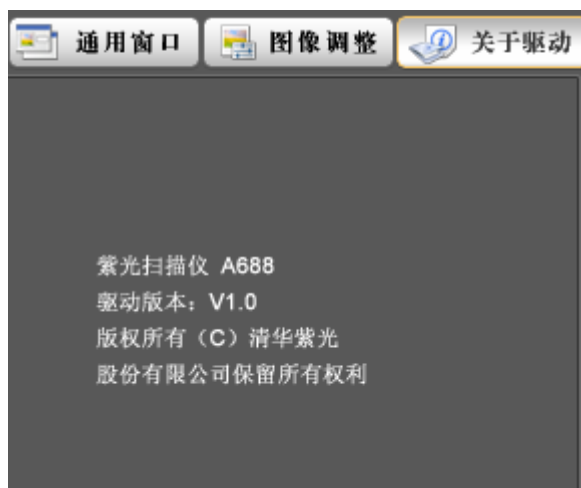 通用窗口 图像调整 关于驱动
紫光扫描仪 A688
驱动版本：V1.0
版权所有（C）清华紫光
股份有限公司保留所有权利